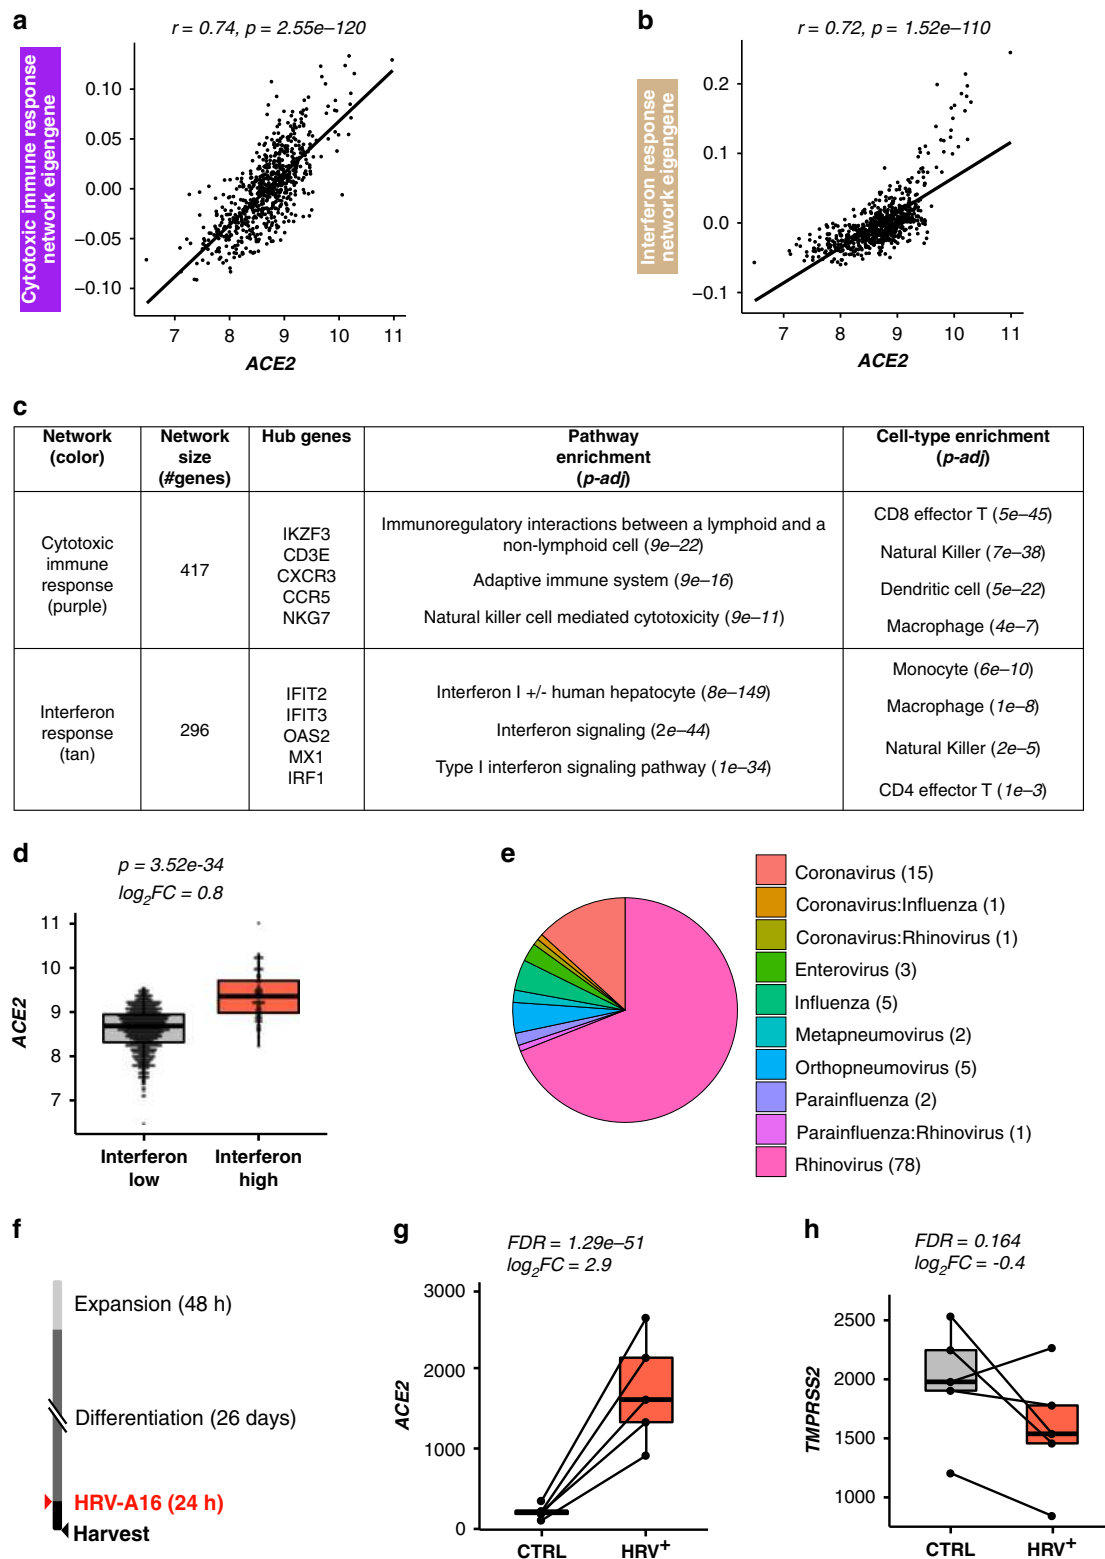 a
r = 0.74, p = 2.55e–120
Cytotoxic immune response
network eigengene
0.10
0.05
0.00
−0.05
−0.10
7 8 9 10 11
ACE2
b
r = 0.72, p = 1.52e–110
Interferon response
network eigengene
0.2
0.1
0.0
−0.1
7 8 9 10 11
ACE2
c
Network
(color)
Network
size
(#genes)
Hub genes
Pathway
enrichment
(p-adj)
Cell-type enrichment
(p-adj)
Cytotoxic
immune
response
(purple)
417
IKZF3
CD3E
CXCR3
CCR5
NKG7
Immunoregulatory interactions between a lymphoid and a
non-lymphoid cell (9e–22)
Adaptive immune system (9e–16)
Natural killer cell mediated cytotoxicity (9e–11)
CD8 effector T (5e–45)
Natural Killer (7e–38)
Dendritic cell (5e–22)
Macrophage (4e–7)
Interferon
response
(tan)
296
IFIT2
IFIT3
OAS2
MX1
IRF1
Interferon I +/- human hepatocyte (8e–149)
Interferon signaling (2e–44)
Type I interferon signaling pathway (1e–34)
Monocyte (6e–10)
Macrophage (1e–8)
Natural Killer (2e–5)
CD4 effector T (1e–3)
d
p = 3.52e-34
log2FC = 0.8
ACE2
11
10
9
8
7
Interferon
low
Interferon
high
e
Coronavirus (15)
Coronavirus:Influenza (1)
Coronavirus:Rhinovirus (1)
Enterovirus (3)
Influenza (5)
Metapneumovirus (2)
Orthopneumovirus (5)
Parainfluenza (2)
Parainfluenza:Rhinovirus (1)
Rhinovirus (78)
f
Expansion (48 h)
Differentiation (26 days)
HRV-A16 (24 h)
Harvest
g
FDR = 1.29e–51
log2FC = 2.9
ACE2
3000
2000
1000
0
CTRL HRV+
h
FDR = 0.164
log2FC = -0.4
TMPRSS2
2500
2000
1500
1000
CTRL HRV+